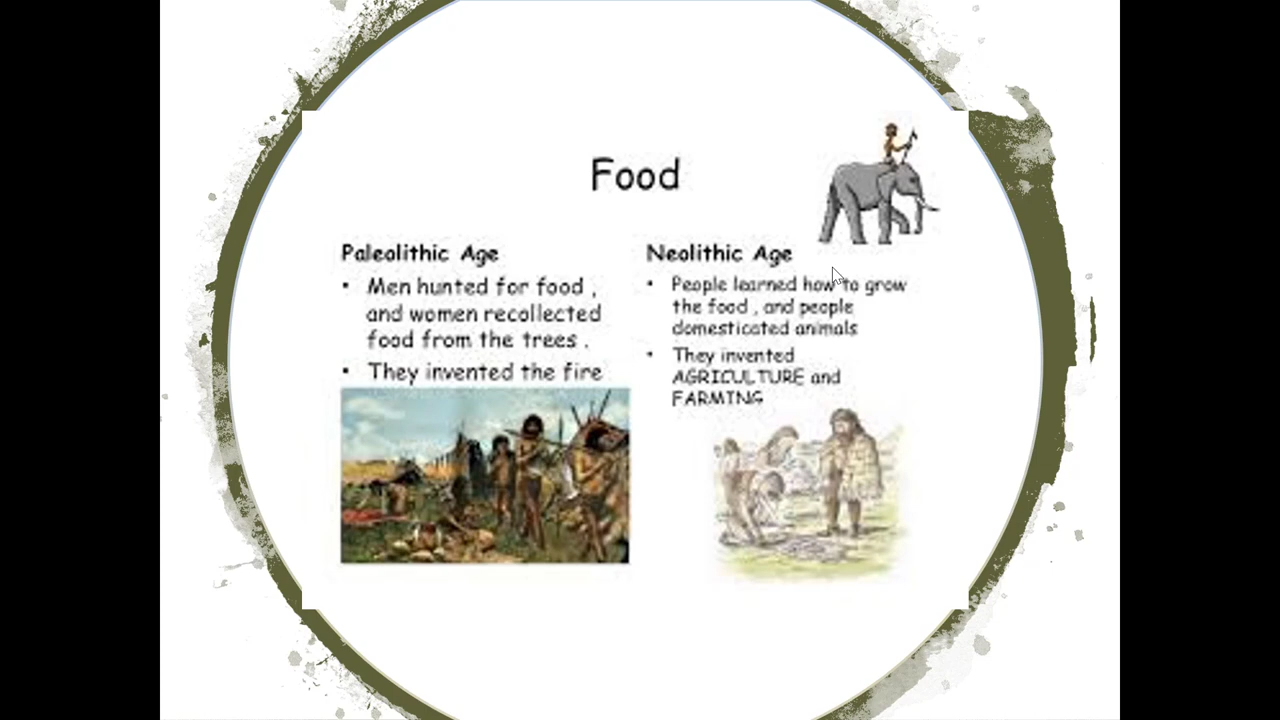 Food
Paleolithic Age
• Men hunted for food ,
and women recollected
food from the trees .
• They invented the fire
Neolithic Age
• People learned how to grow
the food , and people
domesticated animals
• They invented
AGRICULTURE and
FARMING